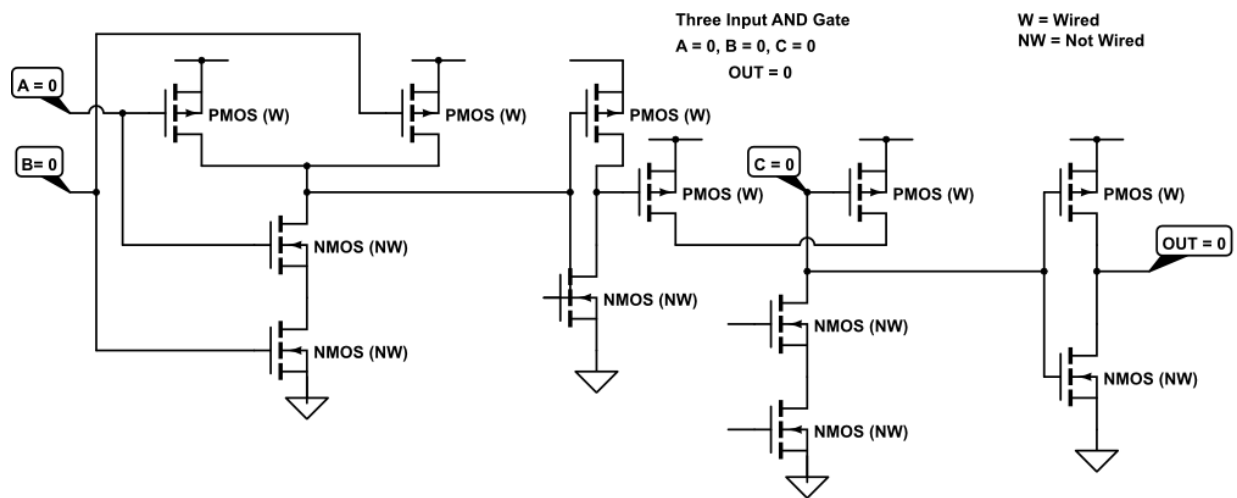 Three Input AND Gate
A = 0, B = 0, C = 0
OUT = 0
W = Wired
NW = Not Wired
A = 0
PMOS (W)
PMOS (W)
PMOS (W)
B= 0
PMOS (W)
C = 0
PMOS (W)
PMOS (W)
NMOS (NW)
OUT = 0
NMOS (NW)
NMOS (NW)
NMOS (NW)
NMOS (NW)
NMOS (NW)